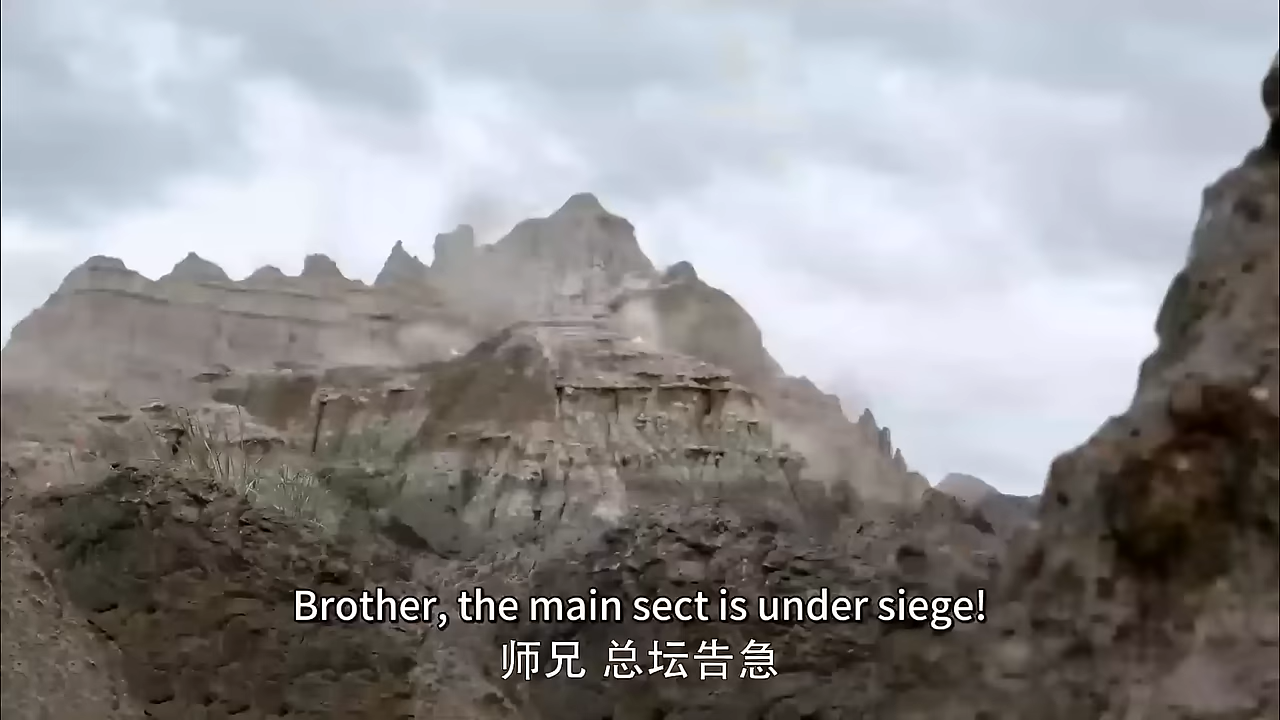 Brother, the main sect is under siege!
师兄 总坛告急